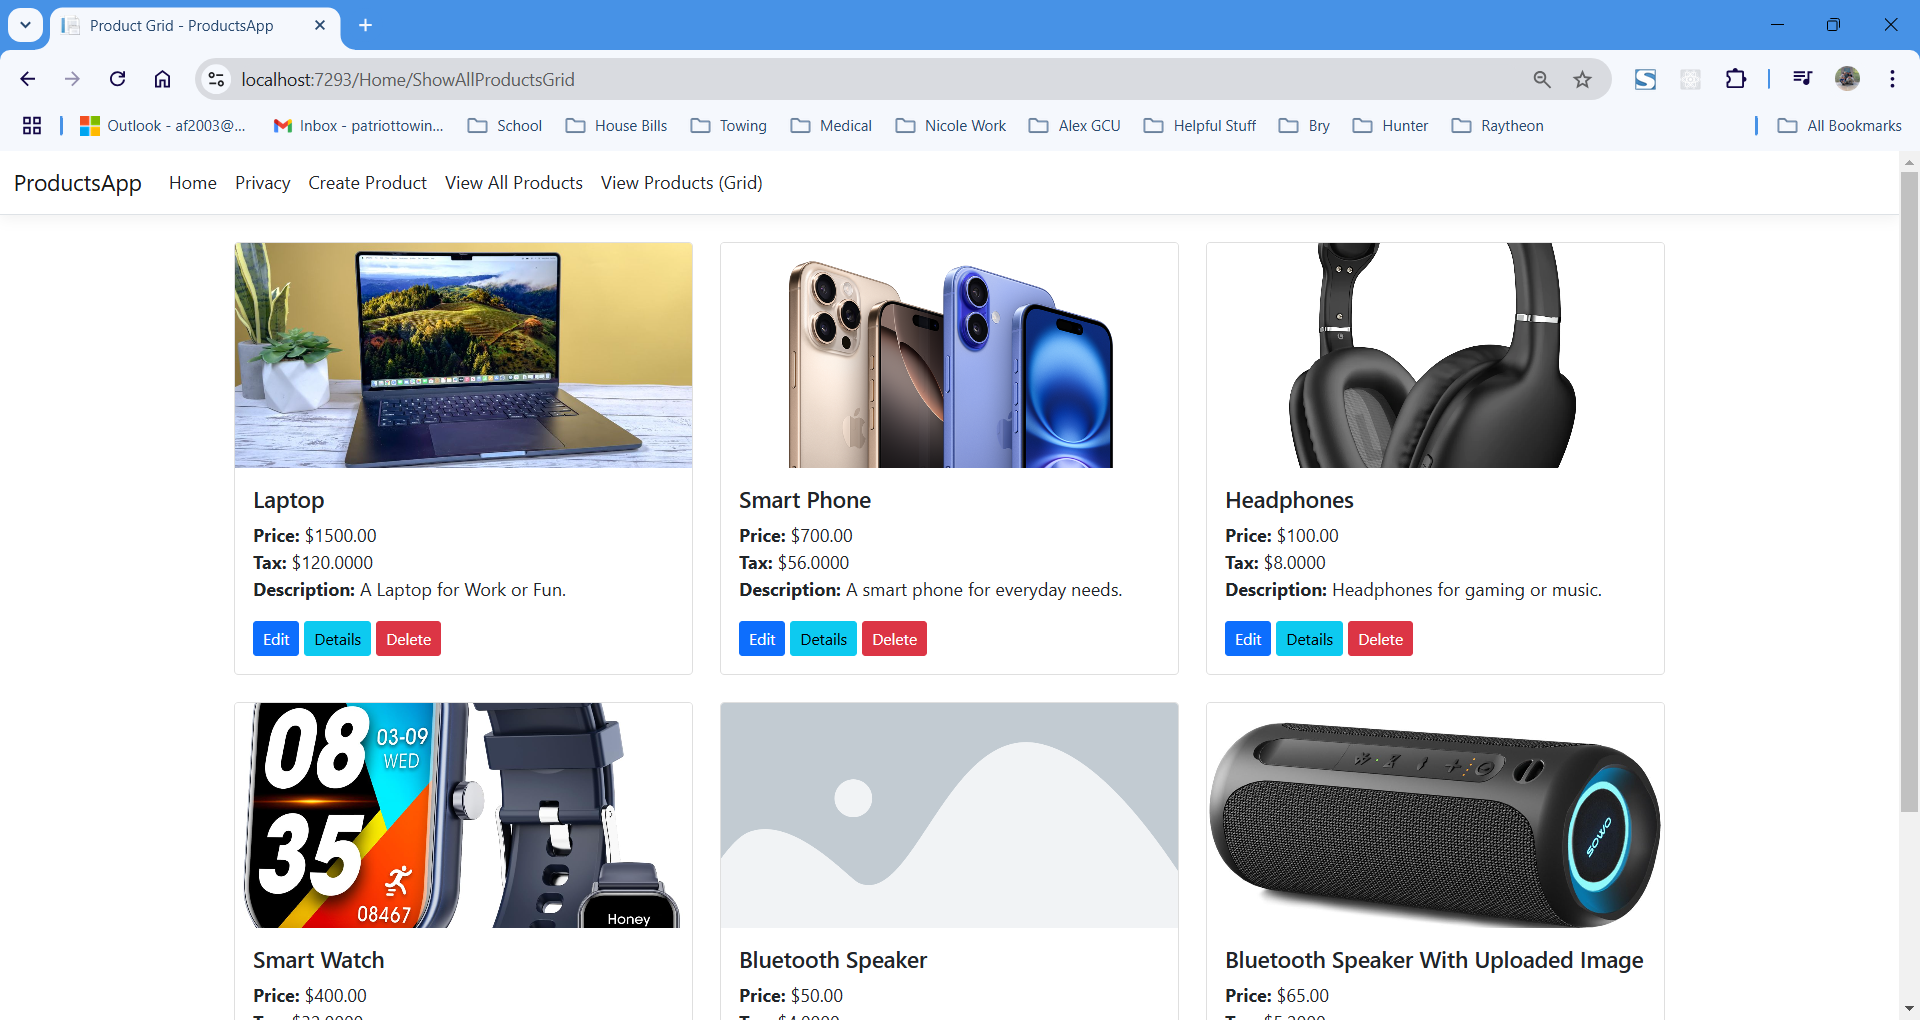 Product Grid - ProductsApp
localhost:7293/Home/ShowAllProductsGrid
Outlook - af2003@...
Inbox - patriottowin...
School
House Bills
Towing
Medical
Nicole Work
Alex GCU
Helpful Stuff
Bry
Hunter
Raytheon
All Bookmarks
ProductsApp
Home
Privacy
Create Product
View All Products
View Products (Grid)
Laptop
Price: $1500.00
Tax: $120.0000
Description: A Laptop for Work or Fun.
Edit
Details
Delete
Smart Phone
Price: $700.00
Tax: $56.0000
Description: A smart phone for everyday needs.
Edit
Details
Delete
Headphones
Price: $100.00
Tax: $8.0000
Description: Headphones for gaming or music.
Edit
Details
Delete
08
03-09
WED
35
08467
Honey
Smart Watch
Price: $400.00
Bluetooth Speaker
Price: $50.00
SOWO
Bluetooth Speaker With Uploaded Image
Price: $65.00